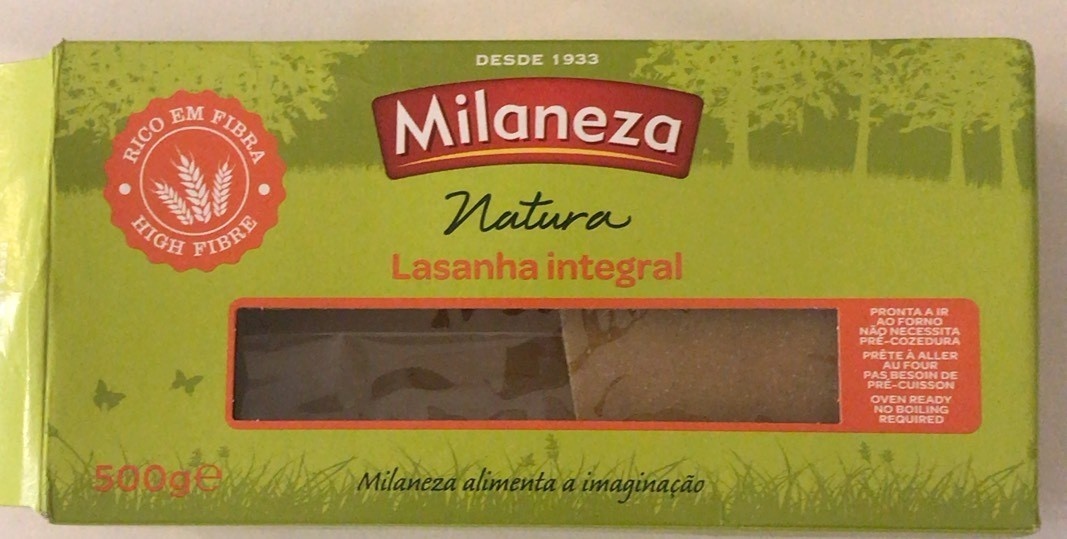 DESDE 1933
Milaneza
RICO EM FIBRA
HIGH FIBRE
Natura
Lasanha integral
PRONTA A IR
AO FORNO
NÃO NECESSITA
PRÉ-COZEDURA
PRÊTE À ALLER
AU FOUR
PAS BESOIN DE
PRÉ-CUISSON
OVEN READY
NO BOILING
REQUIRED
500g e
Milaneza alimenta a imaginação